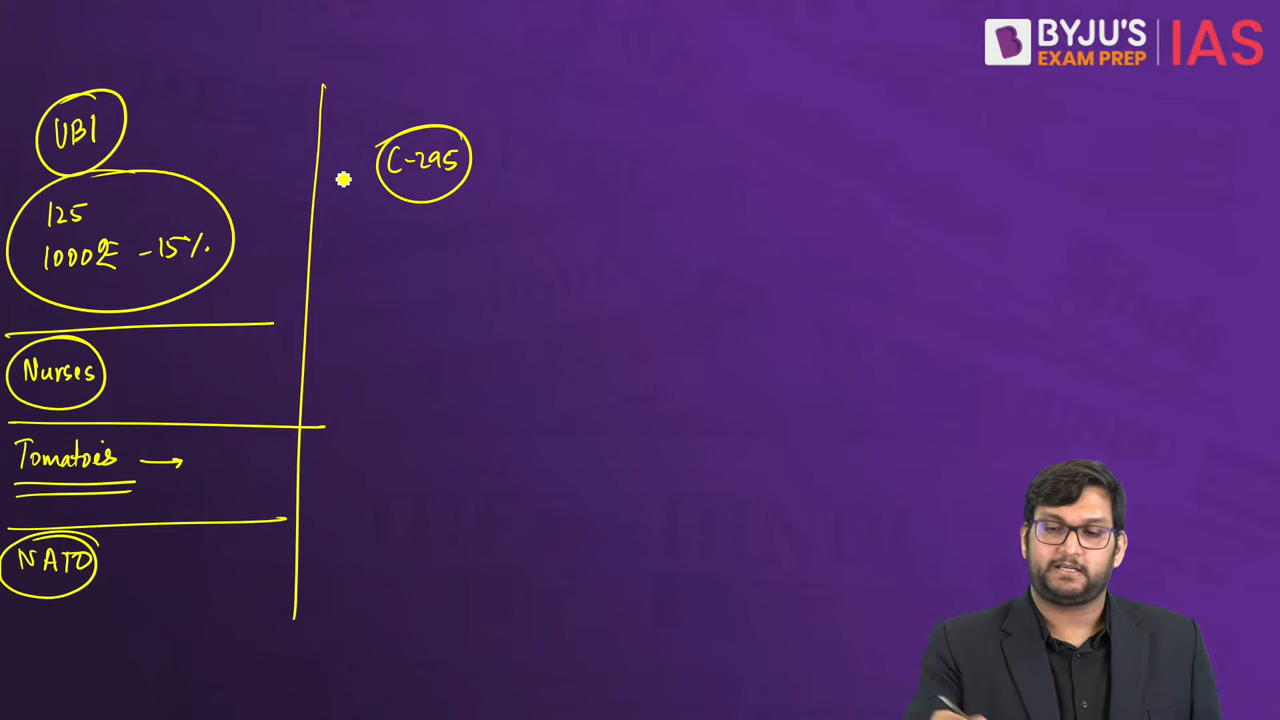 BYJU'S
EXAM PREP
IAS
UBI
125
1000₤ - 15%
Nurses
Tomatoes →
NATO
C-295